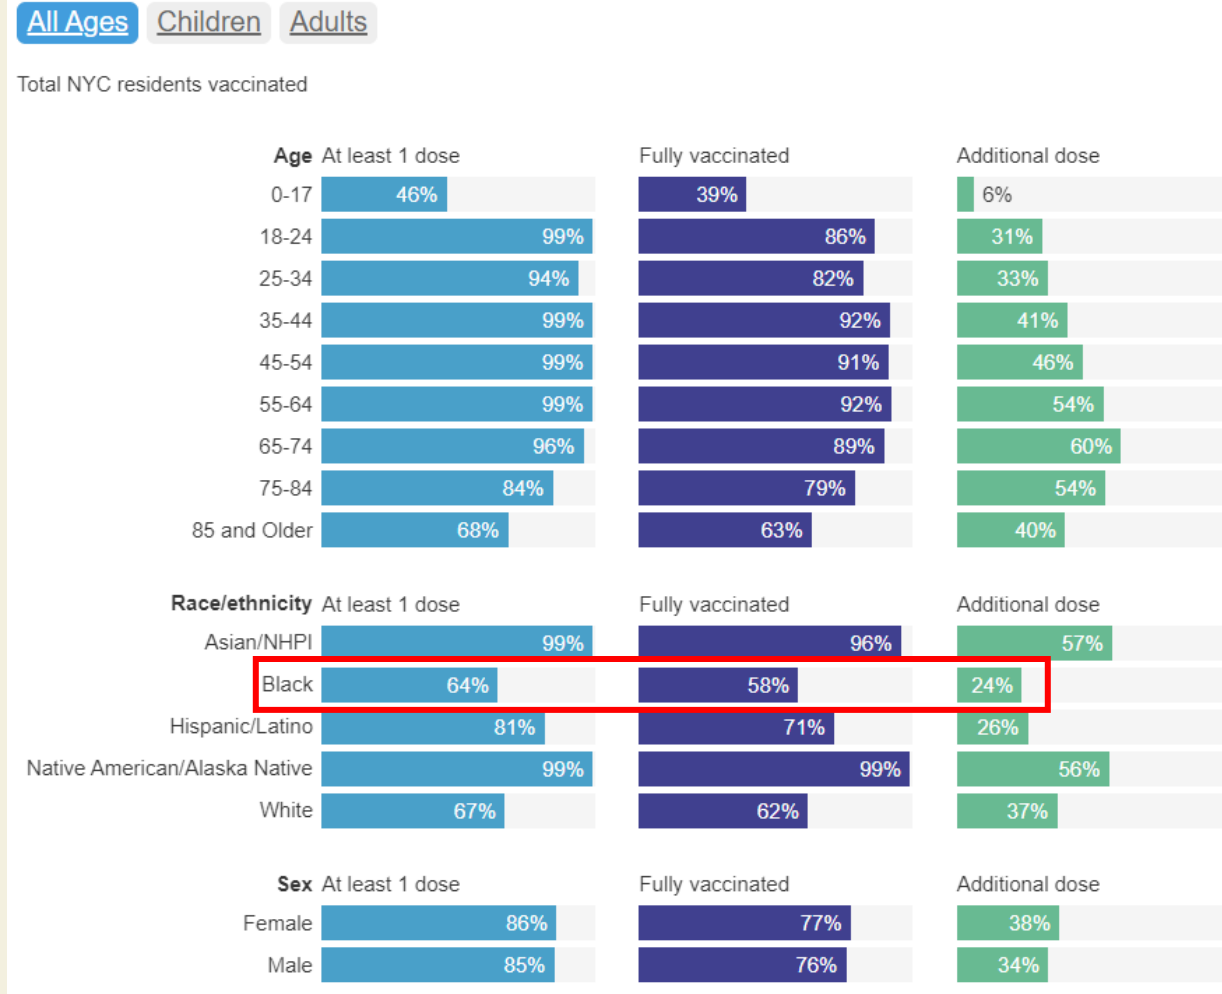 All Ages Children Adults
Total NYC residents vaccinated
Age At least 1 dose Fully vaccinated Additional dose
0-17 46% 39% 6%
18-24 99% 86% 31%
25-34 94% 82% 33%
35-44 99% 92% 41%
45-54 99% 91% 46%
55-64 99% 92% 54%
65-74 96% 89% 60%
75-84 84% 79% 54%
85 and Older 68% 63% 40%
Race/ethnicity At least 1 dose Fully vaccinated Additional dose
Asian/NHPI 99% 96% 57%
Black 64% 58% 24%
Hispanic/Latino 81% 71% 26%
Native American/Alaska Native 99% 99% 56%
White 67% 62% 37%
Sex At least 1 dose Fully vaccinated Additional dose
Female 86% 77% 38%
Male 85% 76% 34%